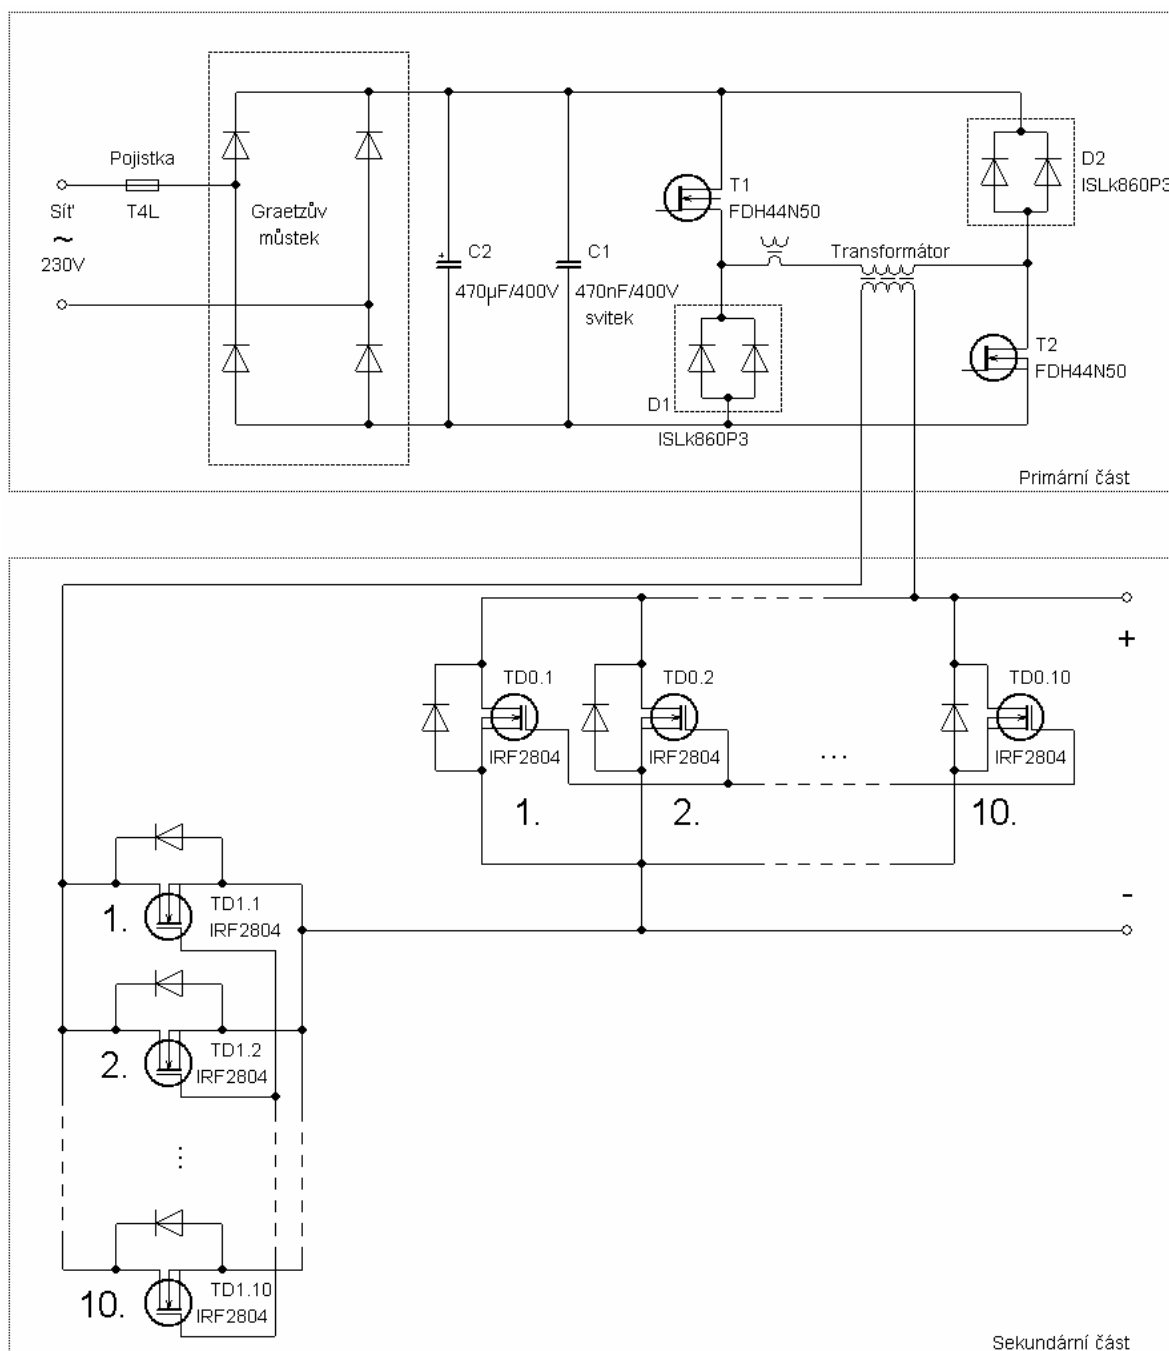 Pojistka
T4L
Síť
~
230V
Graetzův
můstek
+
C2
470µF/400V
C1
470nF/400V
svitek
T1
FDH44N50
D2
ISLk860P3
Transformátor
T2
FDH44N50
D1
ISLk860P3
Primární část
+
TD0.1
IRF2804
1.
TD0.2
IRF2804
2.
...
TD0.10
IRF2804
10.
-
1.
TD1.1
IRF2804
2.
TD1.2
IRF2804
...
10.
TD1.10
IRF2804
Sekundární část